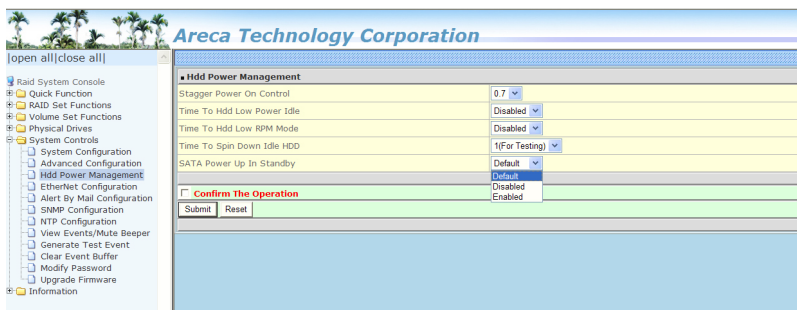 Areca Technology Corporation
|open all|close all|
Raid System Console
Quick Function
RAID Set Functions
Volume Set Functions
Physical Drives
System Controls
System Configuration
Advanced Configuration
Hdd Power Management
EtherNet Configuration
Alert By Mail Configuration
SNMP Configuration
NTP Configuration
View Events/Mute Beeper
Generate Test Event
Clear Event Buffer
Modify Password
Upgrade Firmware
Information
Hdd Power Management
Stagger Power On Control 0.7
Time To Hdd Low Power Idle Disabled
Time To Hdd Low RPM Mode Disabled
Time To Spin Down Idle HDD 1(For Testing)
SATA Power Up In Standby Default
Default
Disabled
Enabled
Confirm The Operation
Submit Reset